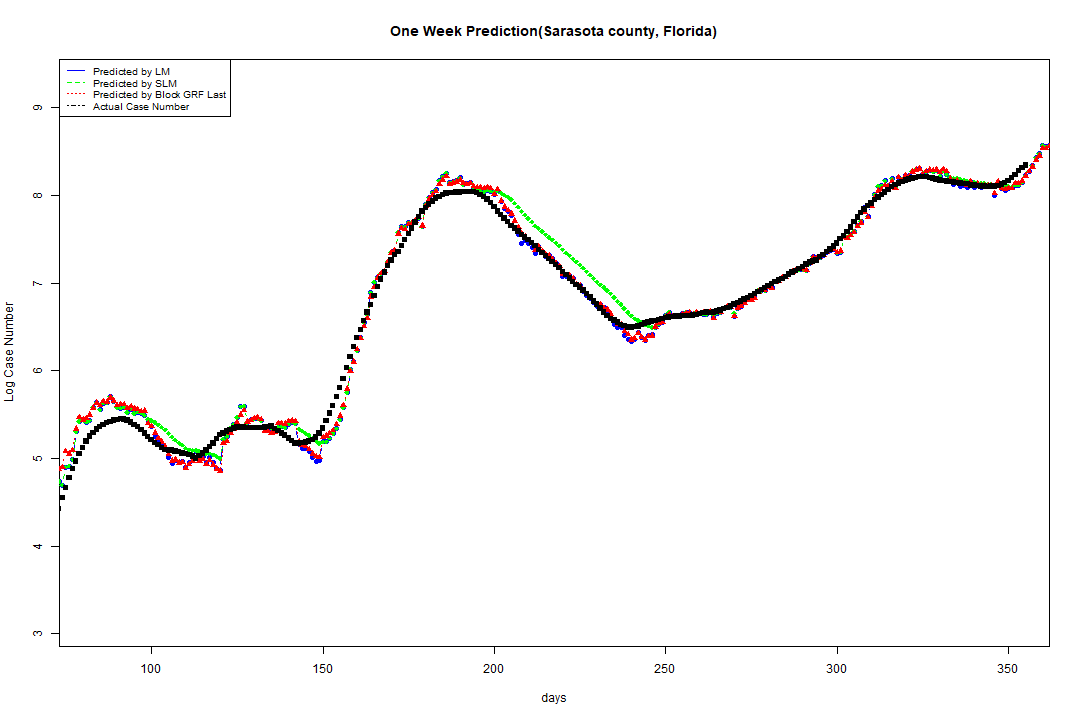 One Week Prediction(Sarasota county, Florida)
Predicted by LM
Predicted by SLM
Predicted by Block GRF Last
Actual Case Number
9
8
7
6
5
4
3
Log Case Number
100 150 200 250 300 350
days